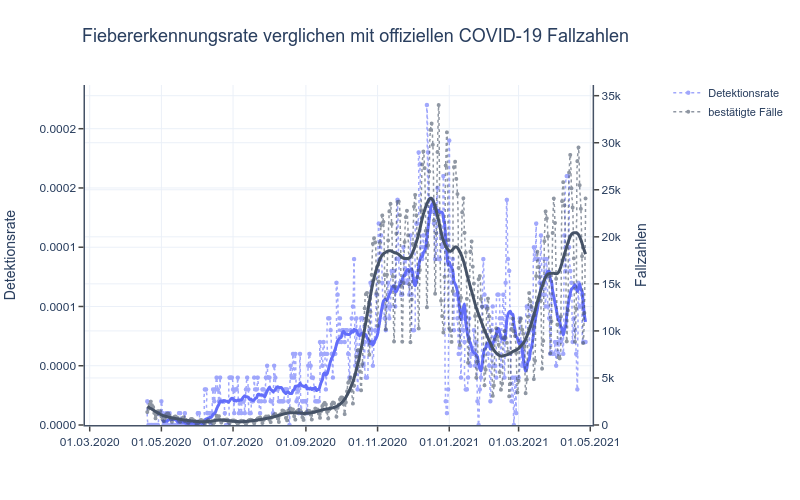 Fiebererkennungsrate verglichen mit offiziellen COVID-19 Fallzahlen
Detektionsrate
bestätigte Fälle
0.0002
0.0002
0.0001
0.0001
0.0000
0.0000
Detektionsrate
35k
30k
25k
20k
15k
10k
5k
0
Fallzahlen
01.03.2020
01.05.2020
01.07.2020
01.09.2020
01.11.2020
01.01.2021
01.03.2021
01.05.2021